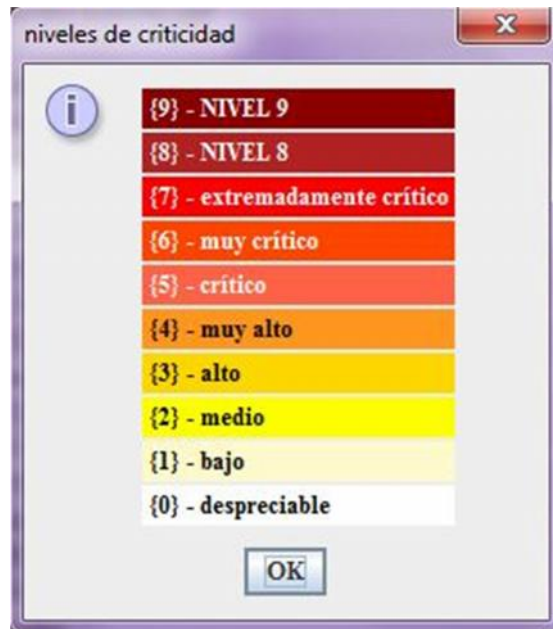 niveles de criticidad
{9} - NIVEL 9
{8} - NIVEL 8
{7} - extremadamente crítico
{6} - muy crítico
{5} - crítico
{4} - muy alto
{3} - alto
{2} - medio
{1} - bajo
{0} - despreciable
OK